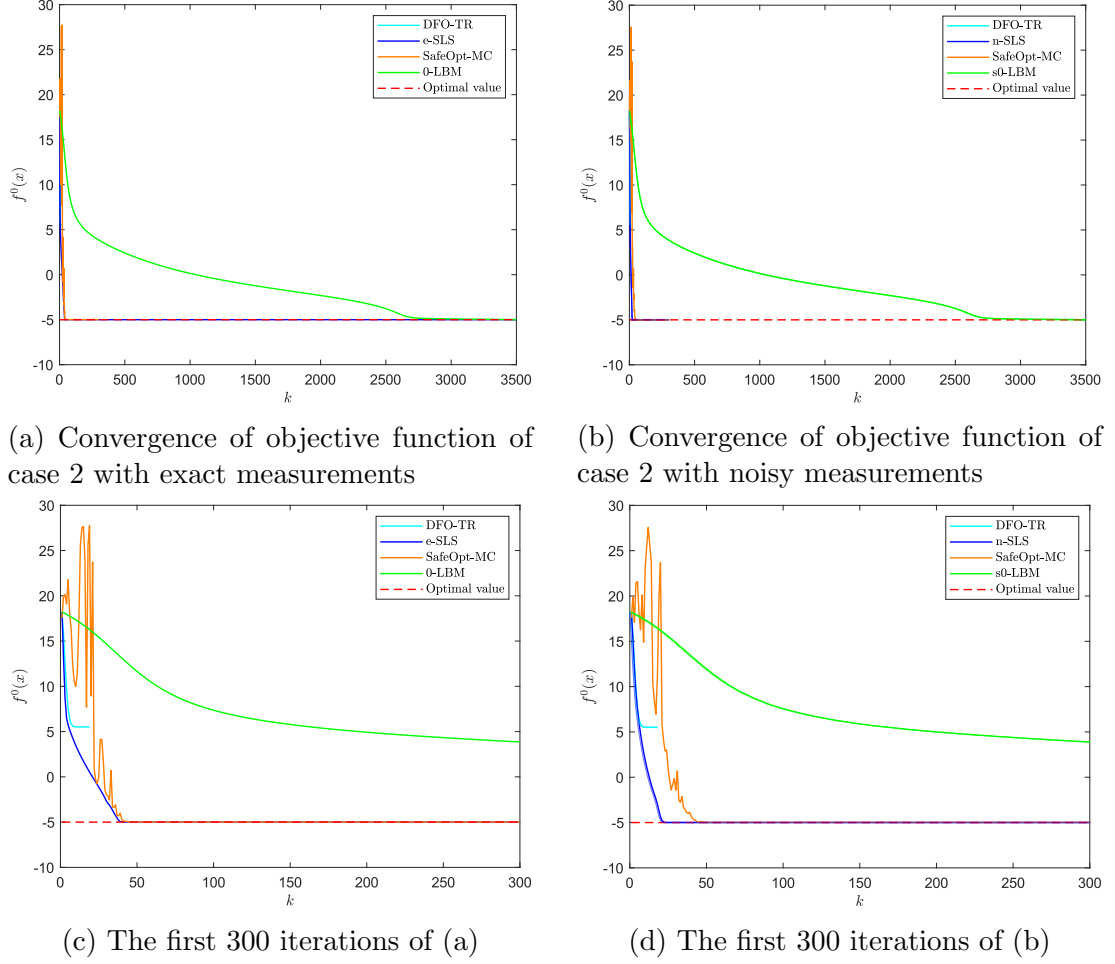 30
25
20
15
10
5
0
-5
-10
f⁰(x)
0 500 1000 1500 2000 2500 3000 3500
k
DFO-TR
e-SLS
SafeOpt-MC
0-LBM
Optimal value
(a) Convergence of objective function of
case 2 with exact measurements
30
25
20
15
10
5
0
-5
-10
f⁰(x)
0 500 1000 1500 2000 2500 3000 3500
k
DFO-TR
n-SLS
SafeOpt-MC
s0-LBM
Optimal value
(b) Convergence of objective function of
case 2 with noisy measurements
30
25
20
15
10
5
0
-5
-10
f⁰(x)
0 50 100 150 200 250 300
k
DFO-TR
e-SLS
SafeOpt-MC
0-LBM
Optimal value
(c) The first 300 iterations of (a)
30
25
20
15
10
5
0
-5
-10
f⁰(x)
0 50 100 150 200 250 300
k
DFO-TR
n-SLS
SafeOpt-MC
s0-LBM
Optimal value
(d) The first 300 iterations of (b)